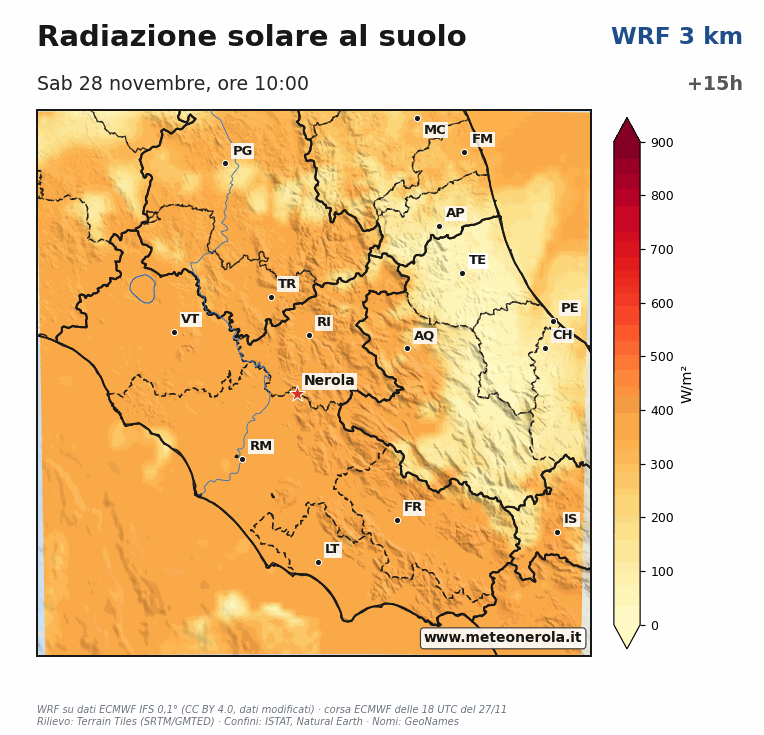 Radiazione solare al suolo
WRF 3 km
Sab 28 novembre, ore 10:00
+15h
MC
FM
PG
AP
TE
TR
PE
VT
RI
CH
AQ
Nerola
RM
FR
IS
LT
www.meteonerola.it
900
800
700
600
500
400
300
200
100
0
W/m²
WRF su dati ECMWF IFS 0,1° (CC BY 4.0, dati modificati) · corsa ECMWF delle 18 UTC del 27/11
Rilievo: Terrain Tiles (SRTM/GMTED) · Confini: ISTAT, Natural Earth · Nomi: GeoNames